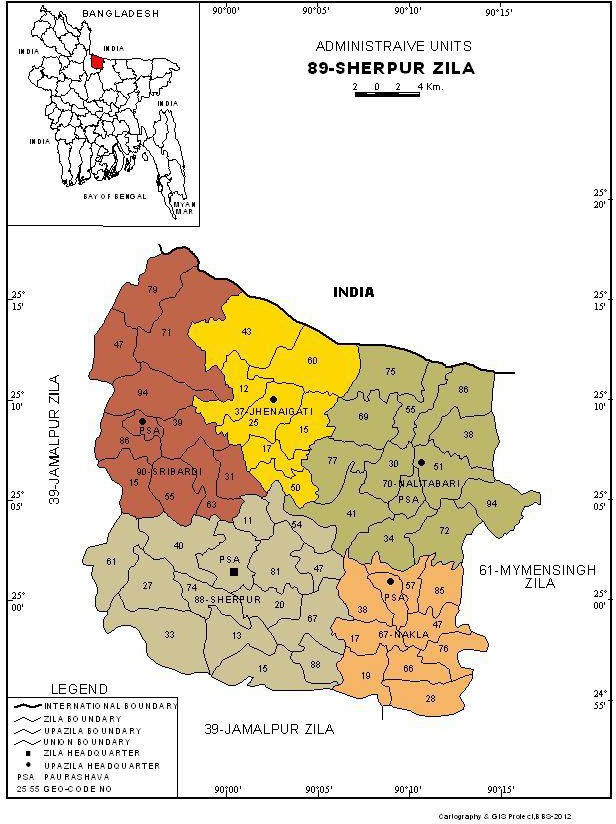 90°00' 90°05' 90°10' 90°15'
BANGLADESH
INDIA
INDIA
INDIA
INDIA
BAY OF BENGAL
MYAN
MAR
ADMINISTRAIVE UNITS
89-SHERPUR ZILA
2 0 2 4 Km.
25°
20'
INDIA
25°
15'
25°
15'
79
71
47
43
60
75
86
94
12
25°
10'
25°
10'
39-JAMALPUR ZILA
37-JHENAIGATI
25
15
69
55
38
PSA
39
86
17
77
30
51
90-SRIBARDI
15
31
55
63
50
70-NALITABARI
PSA
94
25°
05'
25°
05'
11
54
41
34
72
61
40
PSA
81
47
27
74
88-SHERPUR
20
67
33
13
15
88
61-MYMENSINGH
ZILA
57
85
PSA
38
25°
00'
25°
00'
17
67-NAKLA
47
76
19
66
28
24°
55'
39-JAMALPUR ZILA
LEGEND
INTERNATIONAL BOUNDARY
ZILA BOUNDARY
UPAZILA BOUNDARY
UNION BOUNDARY
ZILA HEADQUARTER
UPAZILA HEADQUARTER
PSA PAURASHAVA
25 55 GEO-CODE NO
90°00' 90°05' 90°10' 90°15'
Cartography & GIS Project,BBS-2012